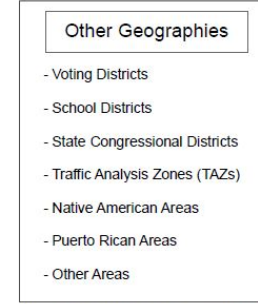 Other Geographies
- Voting Districts
- School Districts
- State Congressional Districts
- Traffic Analysis Zones (TAZs)
- Native American Areas
- Puerto Rican Areas
- Other Areas